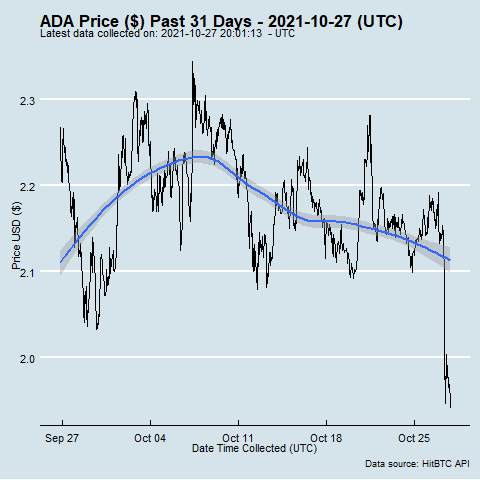 ADA Price ($) Past 31 Days - 2021-10-27 (UTC)
Latest data collected on: 2021-10-27 20:01:13  - UTC
Price USD ($)
2.3
2.2
2.1
2.0
Sep 27 Oct 04 Oct 11 Oct 18 Oct 25
Date Time Collected (UTC)
Data source: HitBTC API